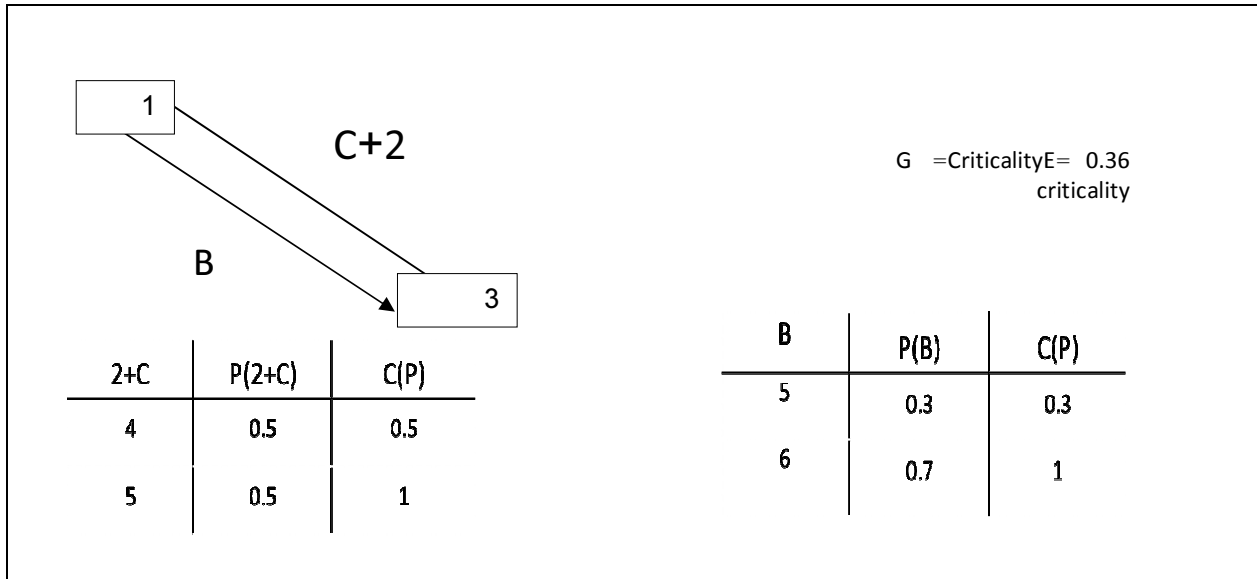 1
C+2
G =CriticalityE= 0.36
criticality
B
3
2+C P(2+C) C(P)
4 0.5 0.5
5 0.5 1
B P(B) C(P)
5 0.3 0.3
6 0.7 1